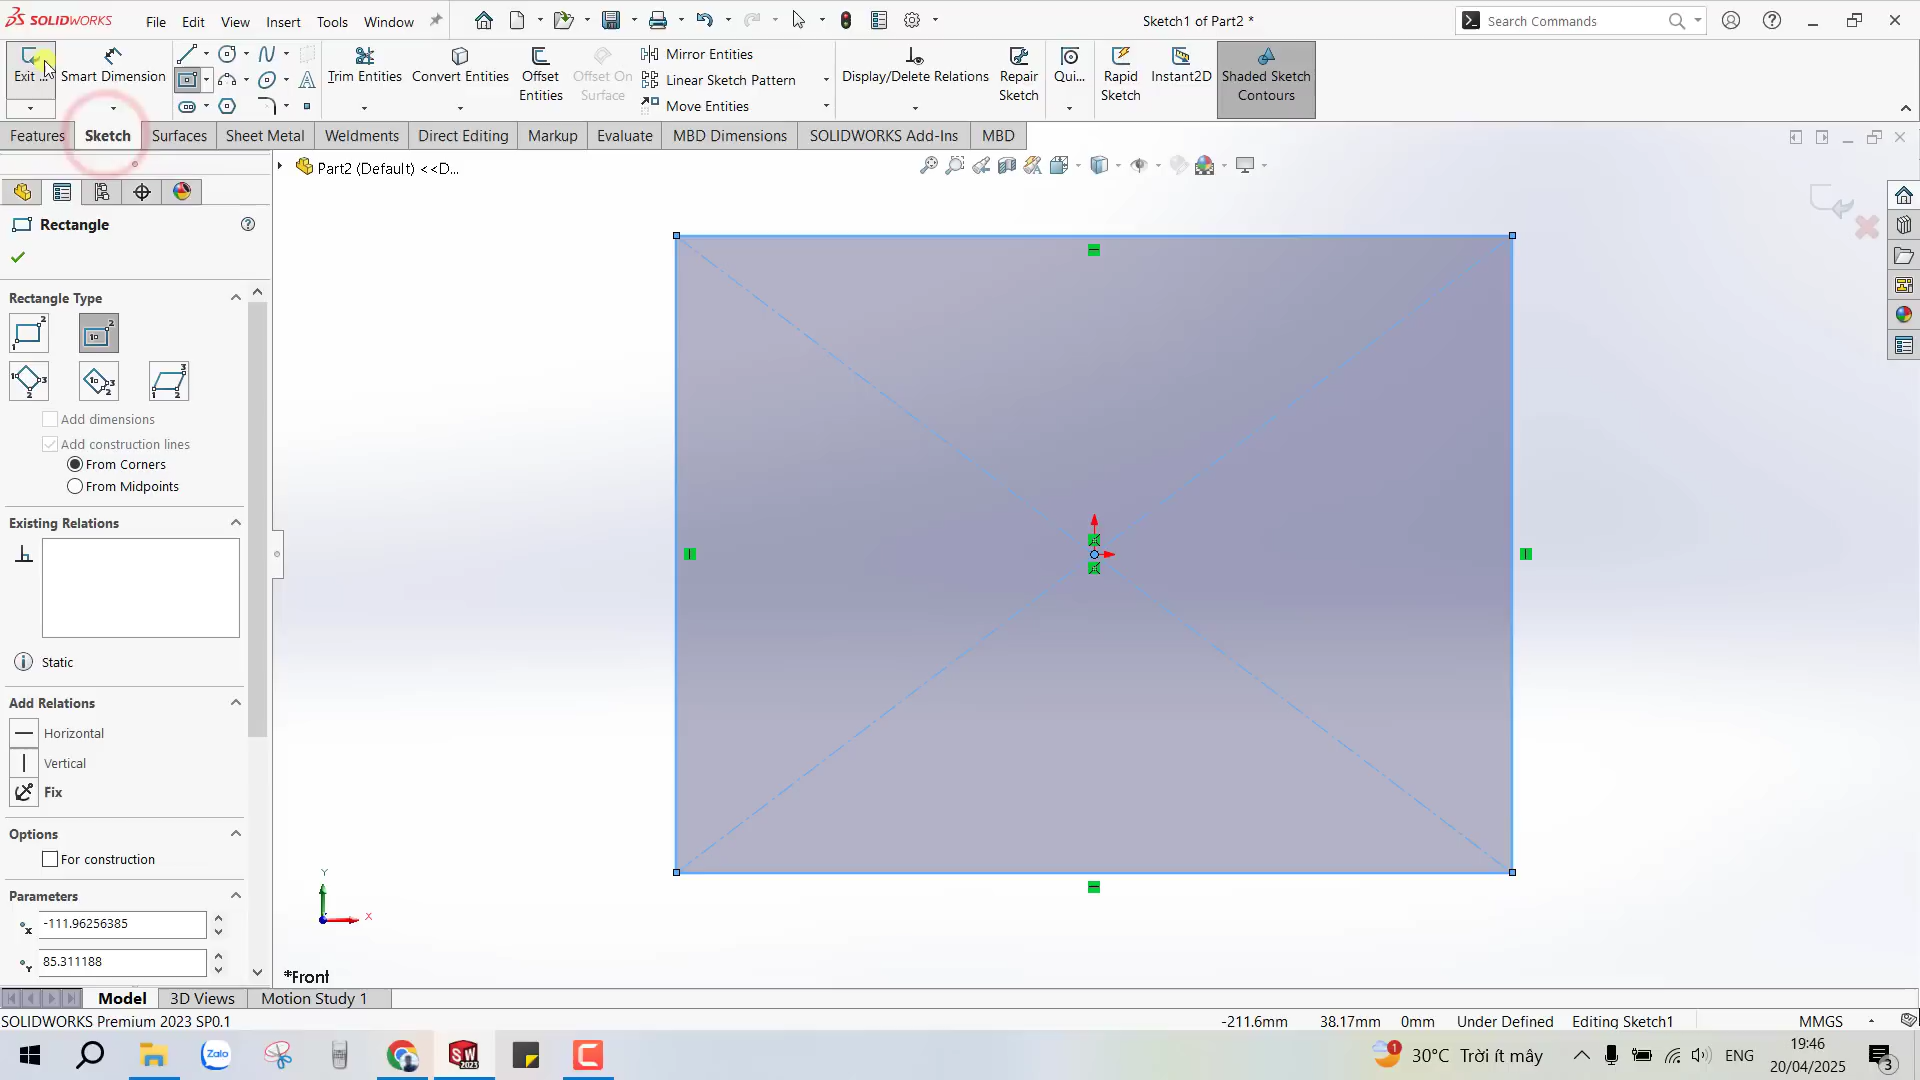 SOLIDWORKS File Edit View Insert Tools Window Sketch1 of Part2 * Search Commands
Exit ... Smart Dimension Trim Entities Convert Entities Offset Entities Offset On Surface Mirror Entities Linear Sketch Pattern Move Entities Display/Delete Relations Repair Sketch Qui... Rapid Sketch Instant2D Shaded Sketch Contours
Features Sketch Surfaces Sheet Metal Weldments Direct Editing Markup Evaluate MBD Dimensions SOLIDWORKS Add-Ins MBD
Part2 (Default) <<D...
Rectangle
Rectangle Type
Add dimensions
Add construction lines
From Corners
From Midpoints
Existing Relations
Static
Add Relations
Horizontal
Vertical
Fix
Options
For construction
Parameters
-111.96256385
85.311188
Y
X
*Front
Model 3D Views Motion Study 1
SOLIDWORKS Premium 2023 SP0.1 -211.6mm 38.17mm 0mm Under Defined Editing Sketch1 MMGS
Zalo SW 2023 1 30°C Trời ít mây ENG 19:46
20/04/2025 3